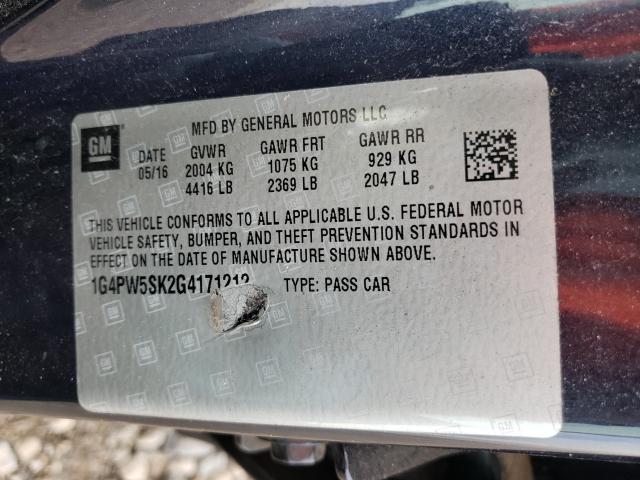 GM
MFD BY GENERAL MOTORS LLC
DATE GVWR GAWR FRT GAWR RR
05/16 2004 KG 1075 KG 929 KG
4416 LB 2369 LB 2047 LB
THIS VEHICLE CONFORMS TO ALL APPLICABLE U.S. FEDERAL MOTOR
VEHICLE SAFETY, BUMPER, AND THEFT PREVENTION STANDARDS IN
EFFECT ON THE DATE OF MANUFACTURE SHOWN ABOVE.
1G4PW5SK2G4171212 TYPE: PASS CAR